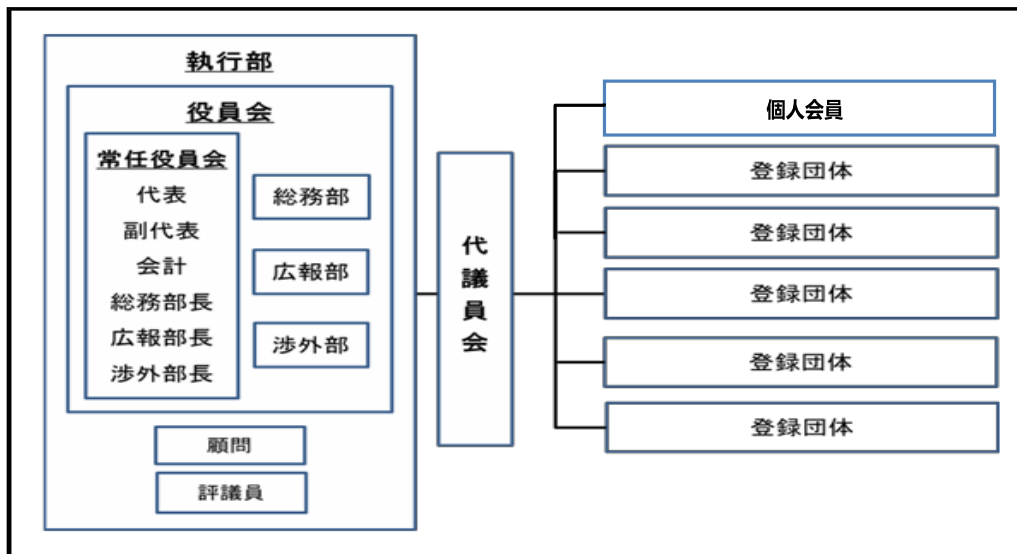 執行部
役員会
常任役員会
代表
副代表
会計
総務部長
広報部長
渉外部長
総務部
広報部
渉外部
顧問
評議員
代議員会
個人会員
登録団体
登録団体
登録団体
登録団体
登録団体